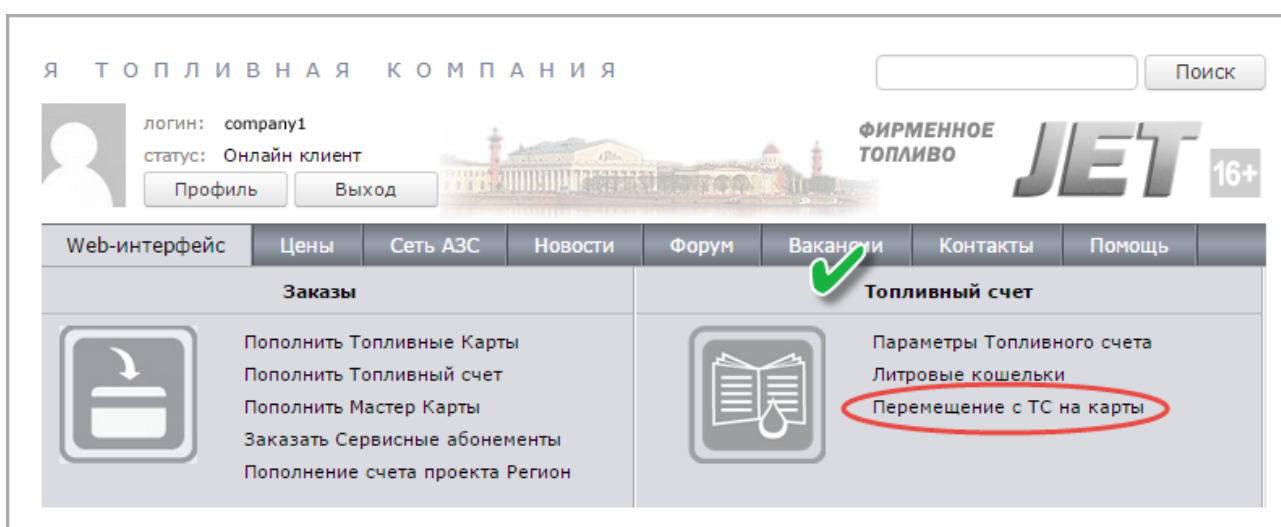 Я ТОПЛИВНАЯ КОМПАНИЯ
Поиск
логин: company1
статус: Онлайн клиент
Профиль Выход
ФИРМЕННОЕ
ТОПЛИВО
JET
16+
Web-интерфейс Цены Сеть АЗС Новости Форум Вакансии Контакты Помощь
Заказы
Пополнить Топливные Карты
Пополнить Топливный счет
Пополнить Мастер Карты
Заказать Сервисные абонементы
Пополнение счета проекта Регион
Топливный счет
Параметры Топливного счета
Литровые кошельки
Перемещение с ТС на карты